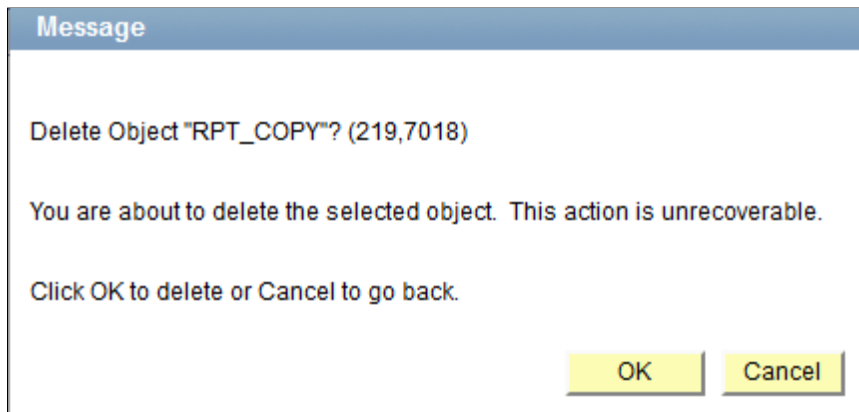 Message
Delete Object "RPT_COPY"? (219,7018)
You are about to delete the selected object.  This action is unrecoverable.
Click OK to delete or Cancel to go back.
OK Cancel